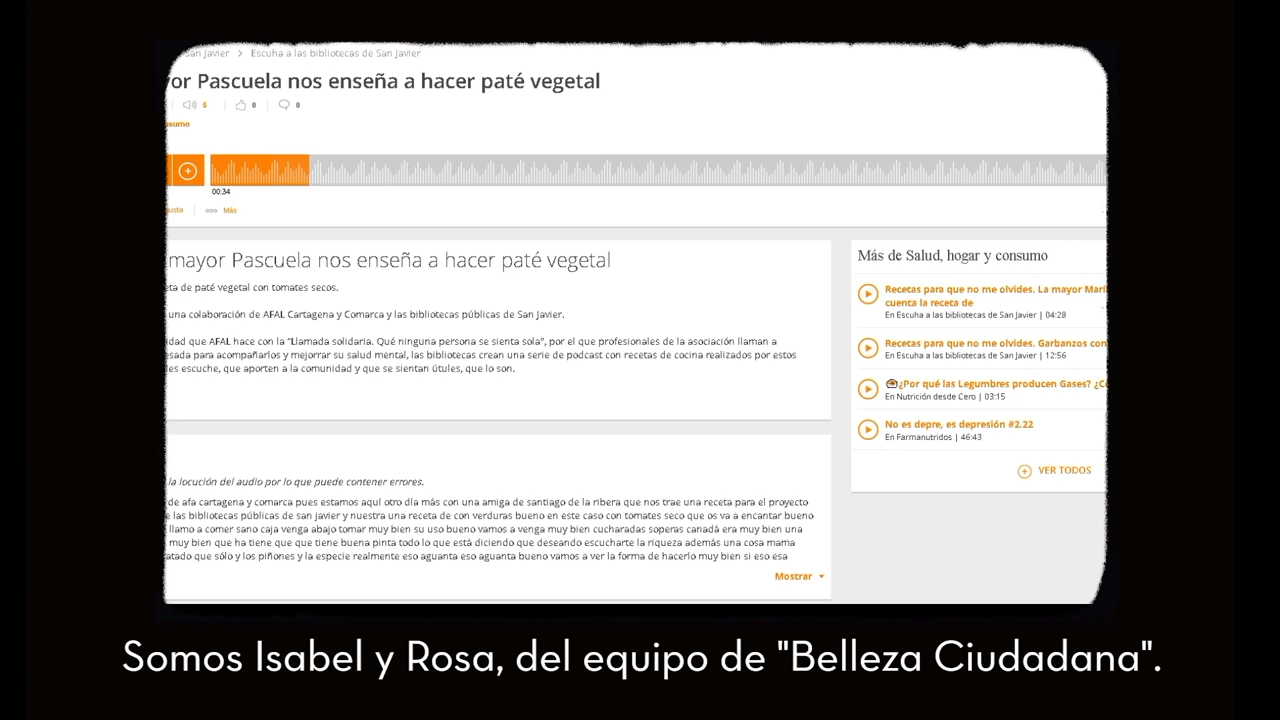 San Javier > Escuha a las bibliotecas de San Javier
yor Pascuela nos enseña a hacer paté vegetal
5 0 0
sumo
00:34
usta
Más
mayor Pascuela nos enseña a hacer paté vegetal
eta de paté vegetal con tomates secos.
una colaboración de AFAL Cartagena y Comarca y las bibliotecas públicas de San Javier.
idad que AFAL hace con la "Llamada solidaria. Qué ninguna persona se sienta sola", por el que profesionales de la asociación llaman a
esada para acompañarlos y mejorrar su salud mental, las bibliotecas crean una serie de podcast con recetas de cocina realizados por estos
les escuche, que aporten a la comunidad y que se sientan útules, que lo son.
la locución del audio por lo que puede contener errores.
de afa cartagena y comarca pues estamos aquí otro día más con una amiga de santiago de la ribera que nos trae una receta para el proyecto
e las bibliotecas públicas de san javier y nuestra una receta de con verduras bueno en este caso con tomates seco que os va a encantar bueno
llamo a comer sano caja venga abajo tomar muy bien su uso bueno vamos a venga muy bien cucharadas soperas canadá era muy bien una
muy bien que ha tiene que que tiene buena pinta todo lo que está diciendo que deseando escucharte la riqueza además una cosa mama
atado que sólo y los piñones y la especie realmente eso aguanta eso aguanta bueno vamos a ver la forma de hacerlo muy bien si eso esa
Mostrar
Más de Salud, hogar y consumo
Recetas para que no me olvides. La mayor Marí
cuenta la receta de
En Escuha a las bibliotecas de San Javier | 04:28
Recetas para que no me olvides. Garbanzos con
En Escuha a las bibliotecas de San Javier | 12:56
¿Por qué las Legumbres producen Gases? ¿Có
En Nutrición desde Cero | 03:15
No es depre, es depresión #2.22
En Farmanutridos | 46:43
VER TODOS
Somos Isabel y Rosa, del equipo de "Belleza Ciudadana".